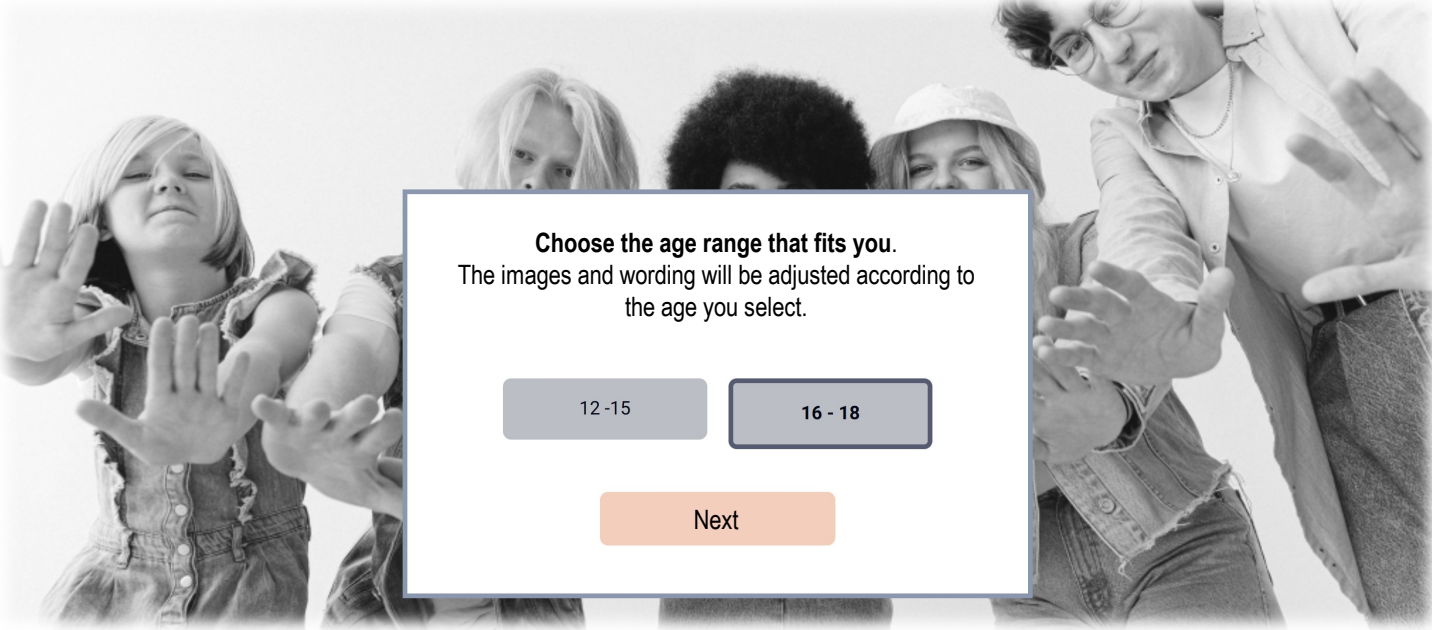 Choose the age range that fits you.
The images and wording will be adjusted according to
the age you select.
12 -15
16 - 18
Next